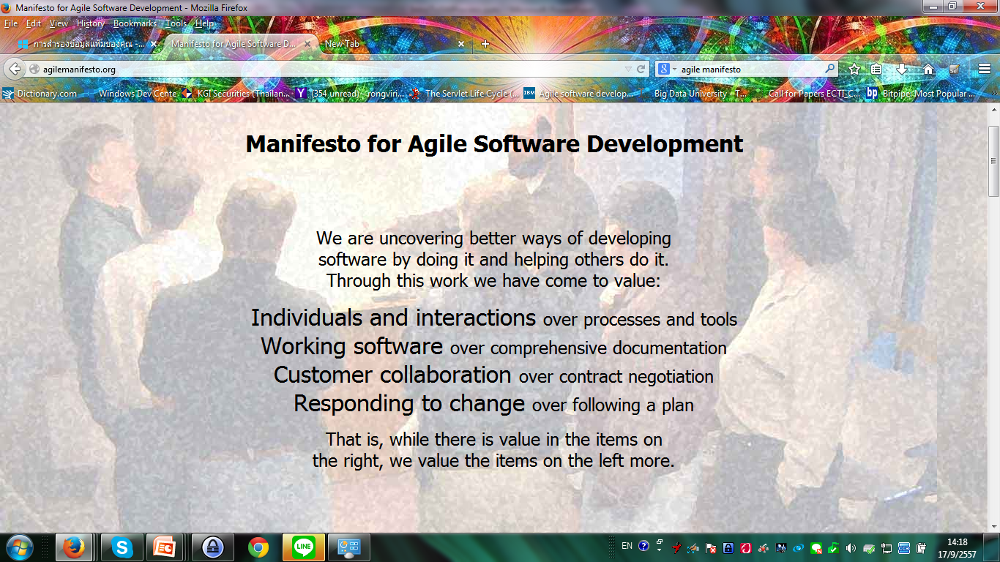 Manifesto for Agile Software Development - Mozilla Firefox
File Edit View History Bookmarks Tools Help
การสำรองข้อมูลแฟ้มของคุณ -... Manifesto for Agile Software D... New Tab
agilemanifesto.org agile manifesto
Dictionary.com Windows Dev Cente... KGI Securities (Thailan... (354 unread) - rongvin... The Servlet Life Cycle (... IBM Agile software develop... Big Data University - T... Call for Papers ECTI_C... bp Bitpipe: Most Popular ...
Manifesto for Agile Software Development
We are uncovering better ways of developing
software by doing it and helping others do it.
Through this work we have come to value:
Individuals and interactions over processes and tools
Working software over comprehensive documentation
Customer collaboration over contract negotiation
Responding to change over following a plan
That is, while there is value in the items on
the right, we value the items on the left more.
LINE
EN
14:18
17/9/2557